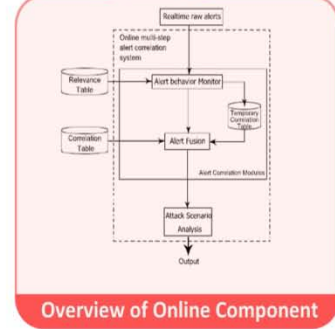 Realtime raw alerts
Online multi-step
alert correlation
system
Relevance
Table
Alert behavior Monitor
Temporary
Correlation
Table
Correlation
Table
Alert Fusion
Alert Correlation Modules
Attack Scenario
Analysis
Output
Overview of Online Component